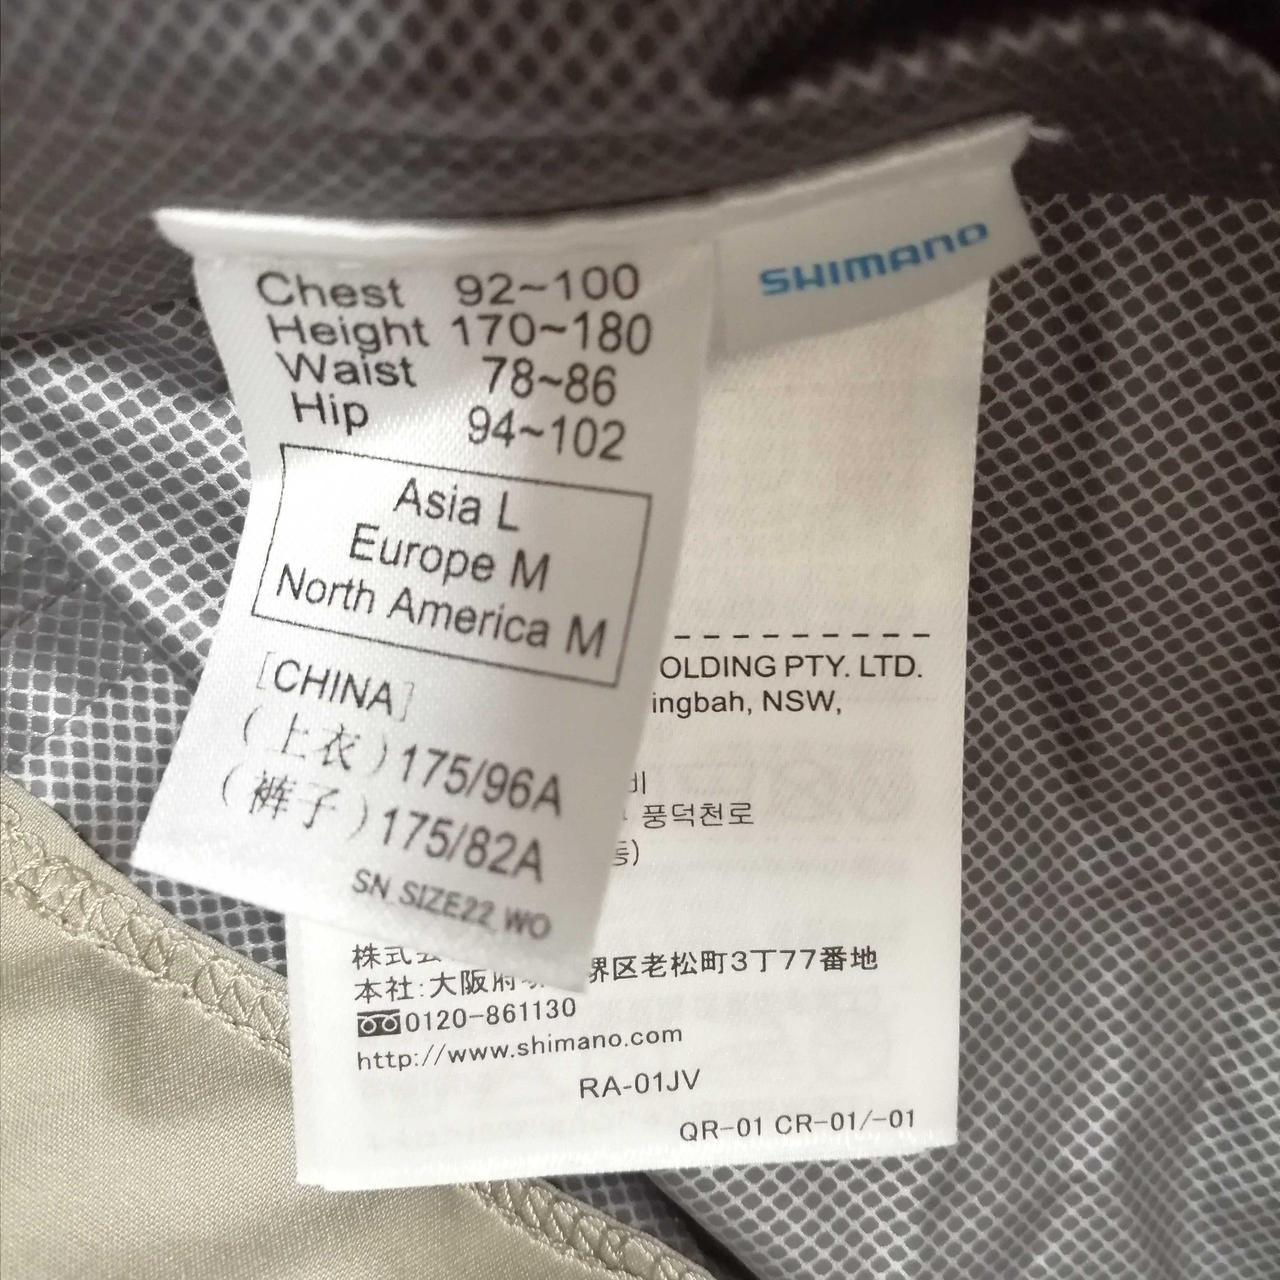 SHIMANO
Chest 92~100
Height 170~180
Waist 78~86
Hip 94~102
Asia L
Europe M
North America M
[CHINA]
(上衣)175/96A
(裤子)175/82A
SN SIZE22 WO
OLDING PTY. LTD.
ingbah, NSW,
비
풍덕천로
동)
株式
本社:大阪府 堺区老松町3丁77番地
0120-861130
http://www.shimano.com
RA-01JV
QR-01 CR-01/-01